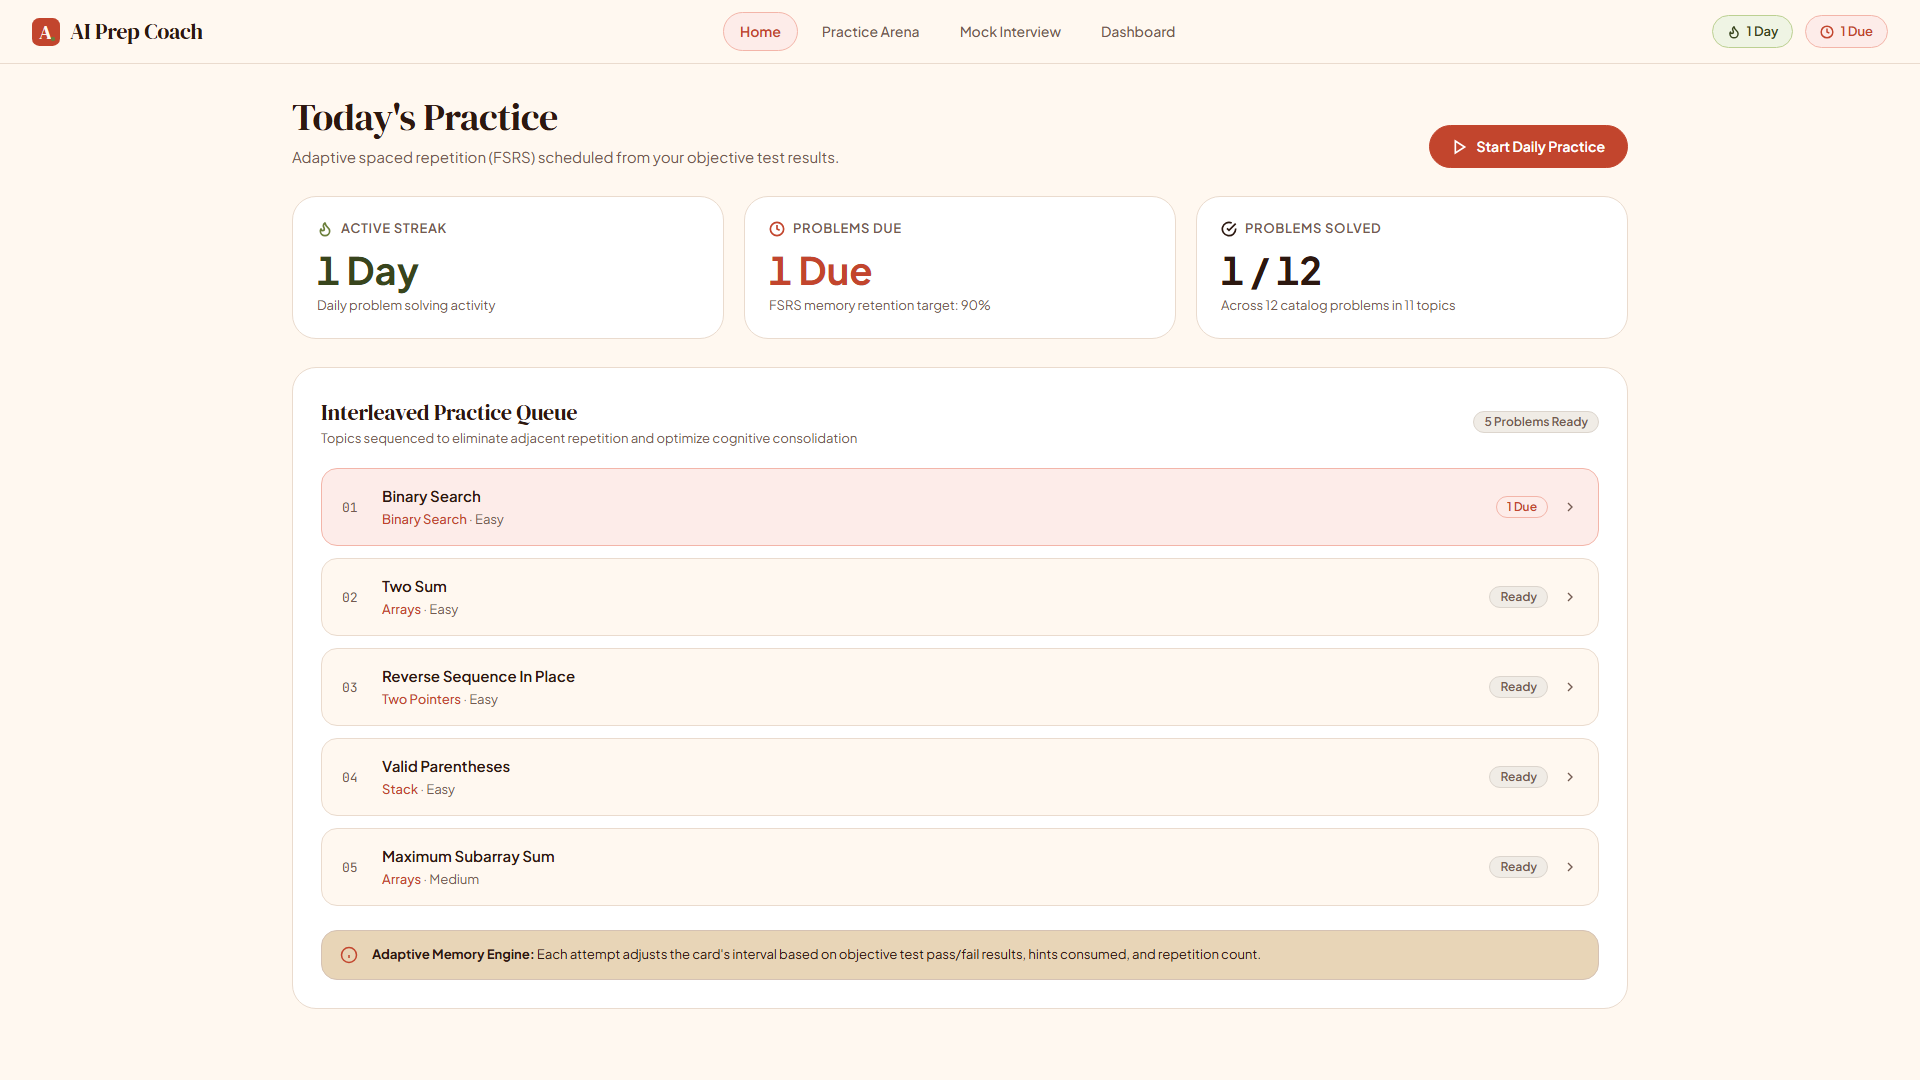 A AI Prep Coach
Home
Practice Arena
Mock Interview
Dashboard
1 Day
1 Due
Today's Practice
Adaptive spaced repetition (FSRS) scheduled from your objective test results.
Start Daily Practice
ACTIVE STREAK
1 Day
Daily problem solving activity
PROBLEMS DUE
1 Due
FSRS memory retention target: 90%
PROBLEMS SOLVED
1 / 12
Across 12 catalog problems in 11 topics
Interleaved Practice Queue
Topics sequenced to eliminate adjacent repetition and optimize cognitive consolidation
5 Problems Ready
01
Binary Search
Binary Search · Easy
1 Due
02
Two Sum
Arrays · Easy
Ready
03
Reverse Sequence In Place
Two Pointers · Easy
Ready
04
Valid Parentheses
Stack · Easy
Ready
05
Maximum Subarray Sum
Arrays · Medium
Ready
Adaptive Memory Engine: Each attempt adjusts the card's interval based on objective test pass/fail results, hints consumed, and repetition count.